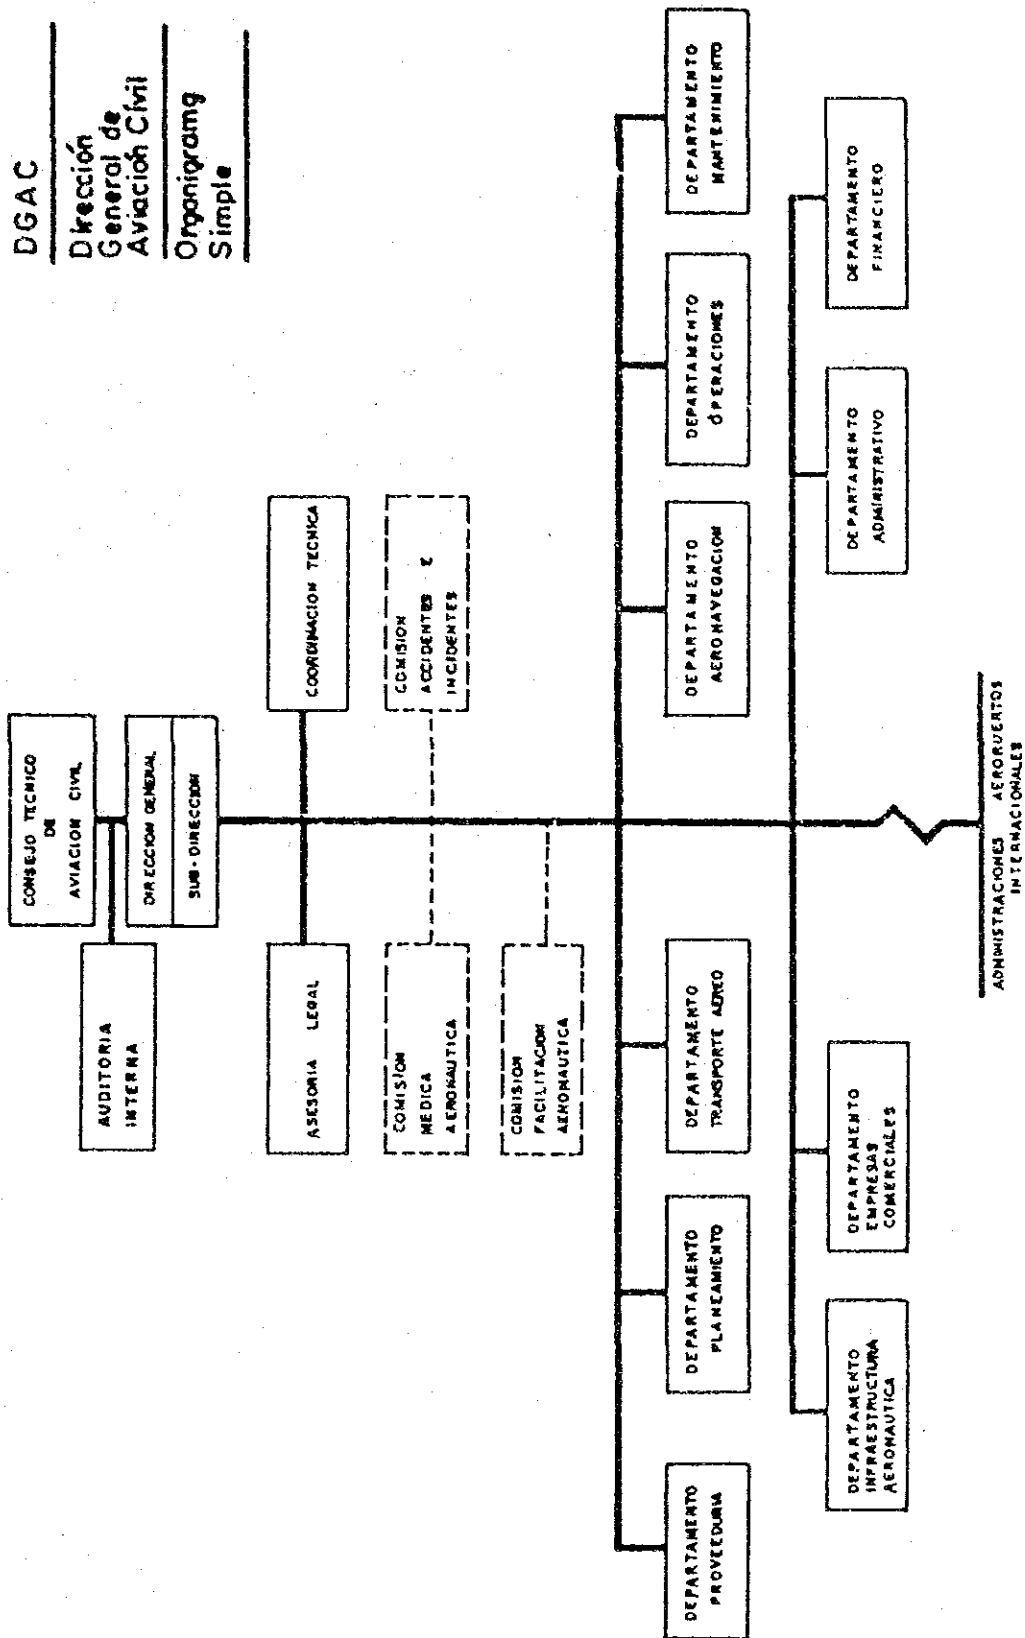 DGAC
Dirección
General de
Aviación Cívil
Organigramg
Simple
CONSEJO TECNICO
DE
AVIACION CIVIL
AUDITORIA
INTERNA
DIRECCION GENERAL
SUB-DIRECCION
ASESORIA LEGAL
COORDINACION TECNICA
COMISION
MEDICA
AERONAUTICA
COMISION
ACCIDENTES E
INCIDENTES
COMISION
FACILITACION
AERONAUTICA
DEPARTAMENTO
PROVEEDURIA
DEPARTAMENTO
PLANEAMIENTO
DEPARTAMENTO
TRANSPORTE AEREO
DEPARTAMENTO
AERONAVEGACION
DEPARTAMENTO
OPERACIONES
DEPARTAMENTO
MANTENIMIENTO
DEPARTAMENTO
INFRAESTRUCTURA
AERONAUTICA
DEPARTAMENTO
EMPRESAS
COMERCIALES
DEPARTAMENTO
ADMINISTRATIVO
DEPARTAMENTO
FINANCIERO
ADMINISTRACIONES AEROPUERTOS
INTERNACIONALES